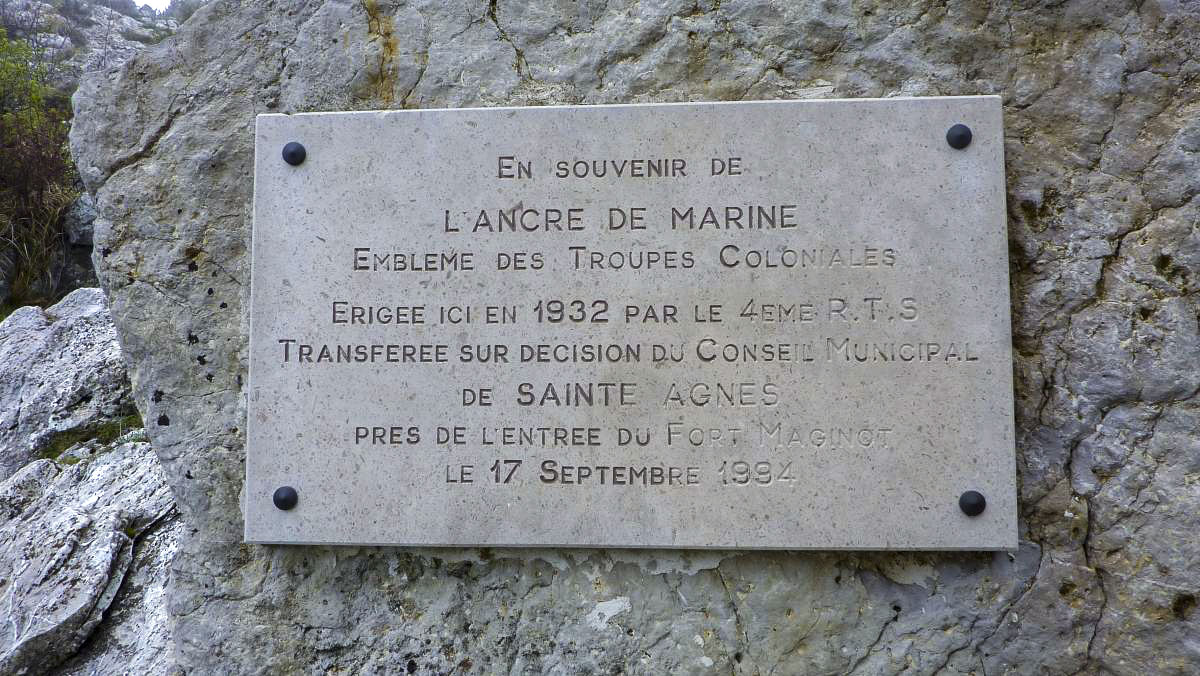 EN SOUVENIR DE
L'ANCRE DE MARINE
EMBLEME DES TROUPES COLONIALES
ERIGEE ICI EN 1932 PAR LE 4EME R.T.S
TRANSFEREE SUR DECISION DU CONSEIL MUNICIPAL
DE SAINTE AGNES
PRES DE L'ENTREE DU FORT MAGINOT
LE 17 SEPTEMBRE 1994